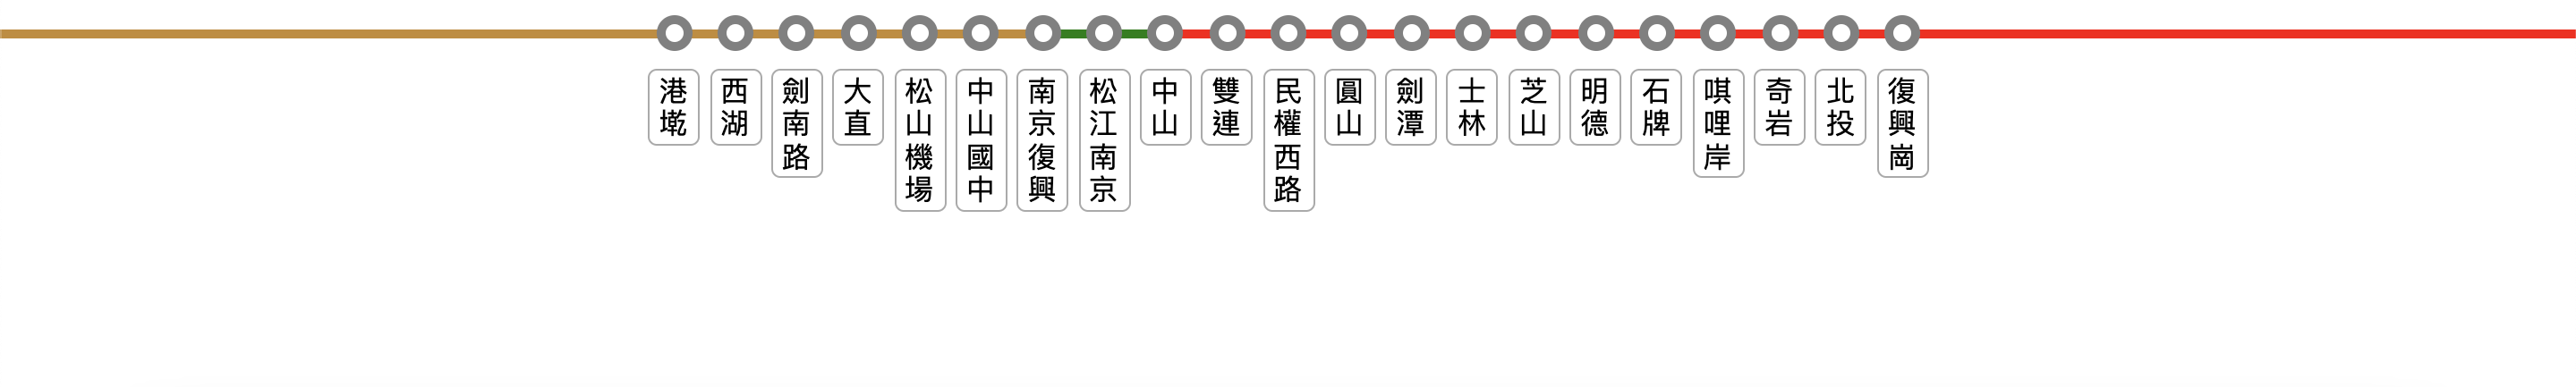 港墘
西湖
劍南路
大直
松山機場
中山國中
南京復興
松江南京
中山
雙連
民權西路
圓山
劍潭
士林
芝山
明德
石牌
唭哩岸
奇岩
北投
復興崗